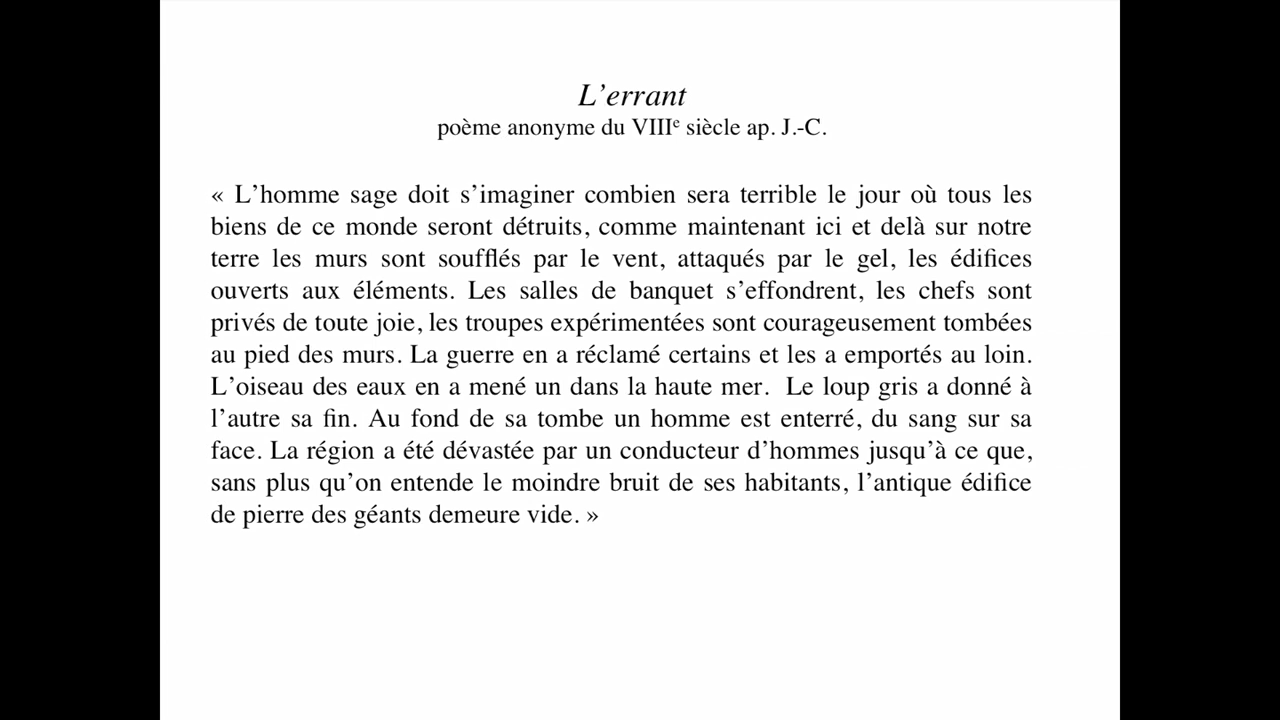 L’errant
poème anonyme du VIIIe siècle ap. J.-C.
« L’homme sage doit s’imaginer combien sera terrible le jour où tous les
biens de ce monde seront détruits, comme maintenant ici et delà sur notre
terre les murs sont soufflés par le vent, attaqués par le gel, les édifices
ouverts aux éléments. Les salles de banquet s’effondrent, les chefs sont
privés de toute joie, les troupes expérimentées sont courageusement tombées
au pied des murs. La guerre en a réclamé certains et les a emportés au loin.
L’oiseau des eaux en a mené un dans la haute mer.  Le loup gris a donné à
l’autre sa fin. Au fond de sa tombe un homme est enterré, du sang sur sa
face. La région a été dévastée par un conducteur d’hommes jusqu’à ce que,
sans plus qu’on entende le moindre bruit de ses habitants, l’antique édifice
de pierre des géants demeure vide. »